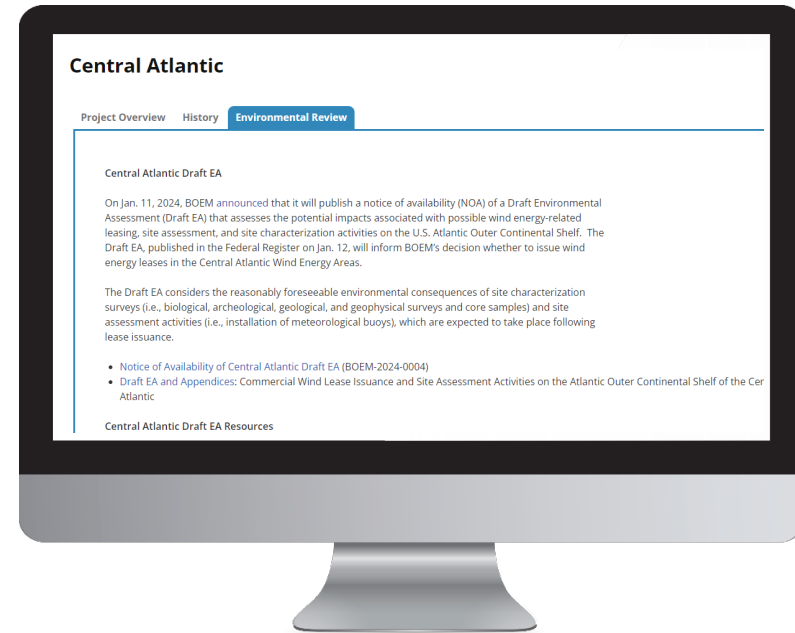 Central Atlantic
Project Overview History Environmental Review
Central Atlantic Draft EA
On Jan. 11, 2024, BOEM announced that it will publish a notice of availability (NOA) of a Draft Environmental
Assessment (Draft EA) that assesses the potential impacts associated with possible wind energy-related
leasing, site assessment, and site characterization activities on the U.S. Atlantic Outer Continental Shelf. The
Draft EA, published in the Federal Register on Jan. 12, will inform BOEM's decision whether to issue wind
energy leases in the Central Atlantic Wind Energy Areas.
The Draft EA considers the reasonably foreseeable environmental consequences of site characterization
surveys (i.e., biological, archeological, geological, and geophysical surveys and core samples) and site
assessment activities (i.e., installation of meteorological buoys), which are expected to take place following
lease issuance.
• Notice of Availability of Central Atlantic Draft EA (BOEM-2024-0004)
• Draft EA and Appendices: Commercial Wind Lease Issuance and Site Assessment Activities on the Atlantic Outer Continental Shelf of the Cer
Atlantic
Central Atlantic Draft EA Resources